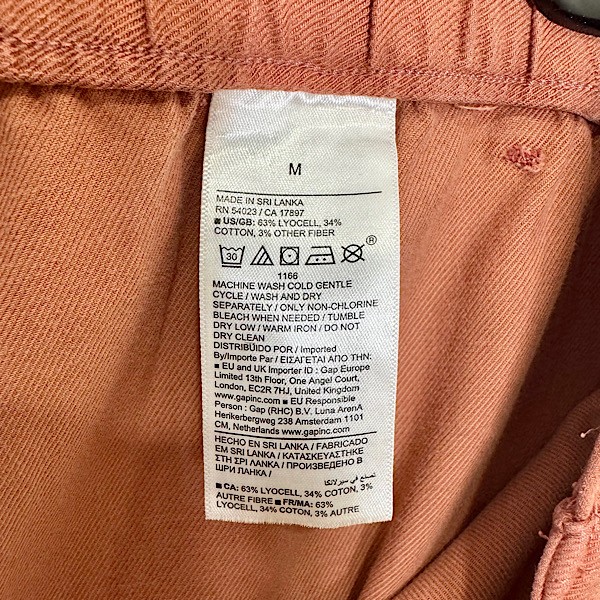 M
MADE IN SRI LANKA
RN 54023 / CA 17897
■ US/GB: 63% LYOCELL, 34%
COTTON, 3% OTHER FIBER
30
®
1166
MACHINE WASH COLD GENTLE
CYCLE / WASH AND DRY
SEPARATELY / ONLY NON-CHLORINE
BLEACH WHEN NEEDED / TUMBLE
DRY LOW / WARM IRON / DO NOT
DRY CLEAN
DISTRIBÜIDO POR / Imported
By/Importe Par / ΕΙΣΑΓΕΤΑΙ ΑΠΟ ΤΗΝ:
■ EU and UK Importer ID : Gap Europe
Limited 13th Floor, One Angel Court,
London, EC2R 7HJ, United Kingdom
www.gapinc.com ■ EU Responsible
Person : Gap (RHC) B.V. Luna ArenA
Herikerbergweg 238 Amsterdam 1101
CM, Netherlands www.gapinc.com
HECHO EN SRI LANKA / FABRICADO
EM SRI LANKA / ΚΑΤΑΣΚΕΥΑΣΤΗΚΕ
ΣΤΗ ΣΡΙ ΛΑΝΚΑ / ПРОИЗВЕДЕНО В
ШРИ ЛАНКА /
تصنع في سيرلانكا
■ CA: 63% LYOCELL, 34% COTTON, 3%
AUTRE FIBRE ■ FR/MA: 63%
LYOCELL, 34% COTON, 3% AUTRE